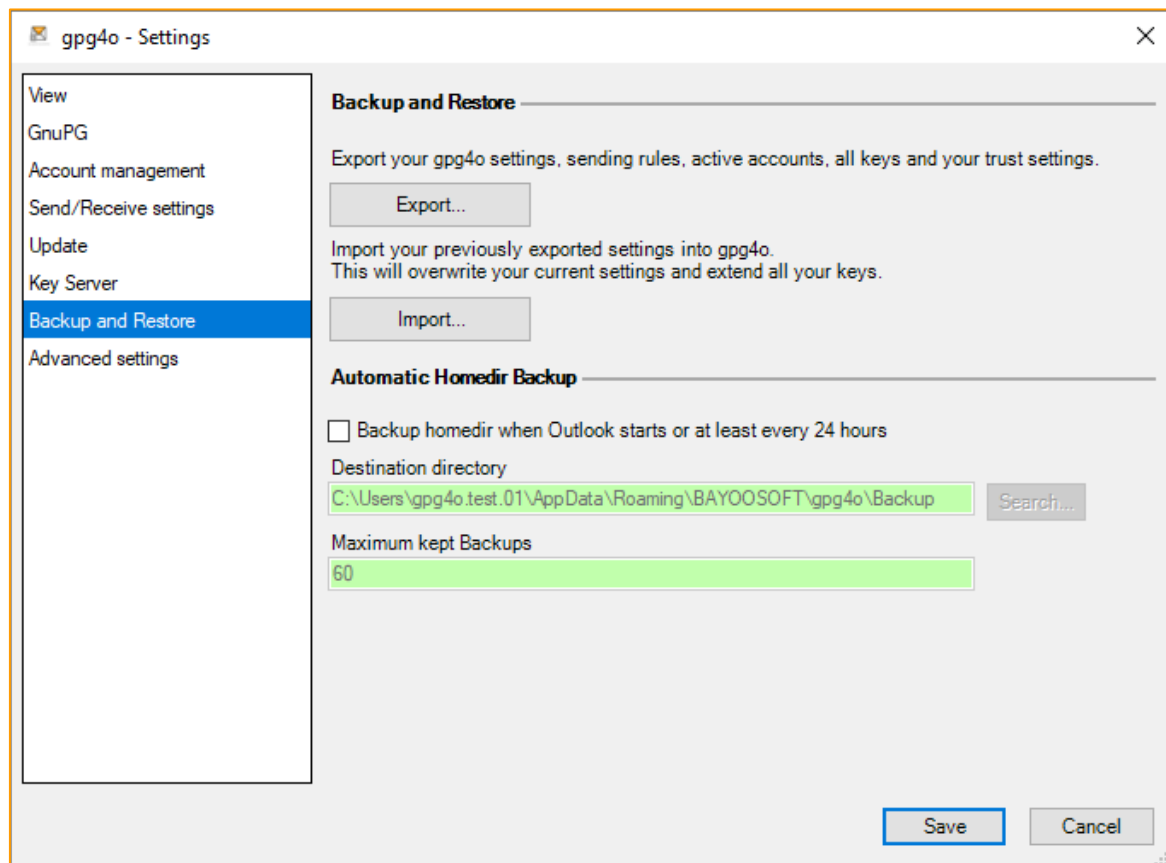 gpg4o - Settings
View
GnuPG
Account management
Send/Receive settings
Update
Key Server
Backup and Restore
Advanced settings
Backup and Restore
Export your gpg4o settings, sending rules, active accounts, all keys and your trust settings.
Export...
Import your previously exported settings into gpg4o.
This will overwrite your current settings and extend all your keys.
Import...
Automatic Homedir Backup
Backup homedir when Outlook starts or at least every 24 hours
Destination directory
C:\Users\gpg4o.test.01\AppData\Roaming\BAYOOSOFT\gpg4o\Backup
Search...
Maximum kept Backups
60
Save
Cancel